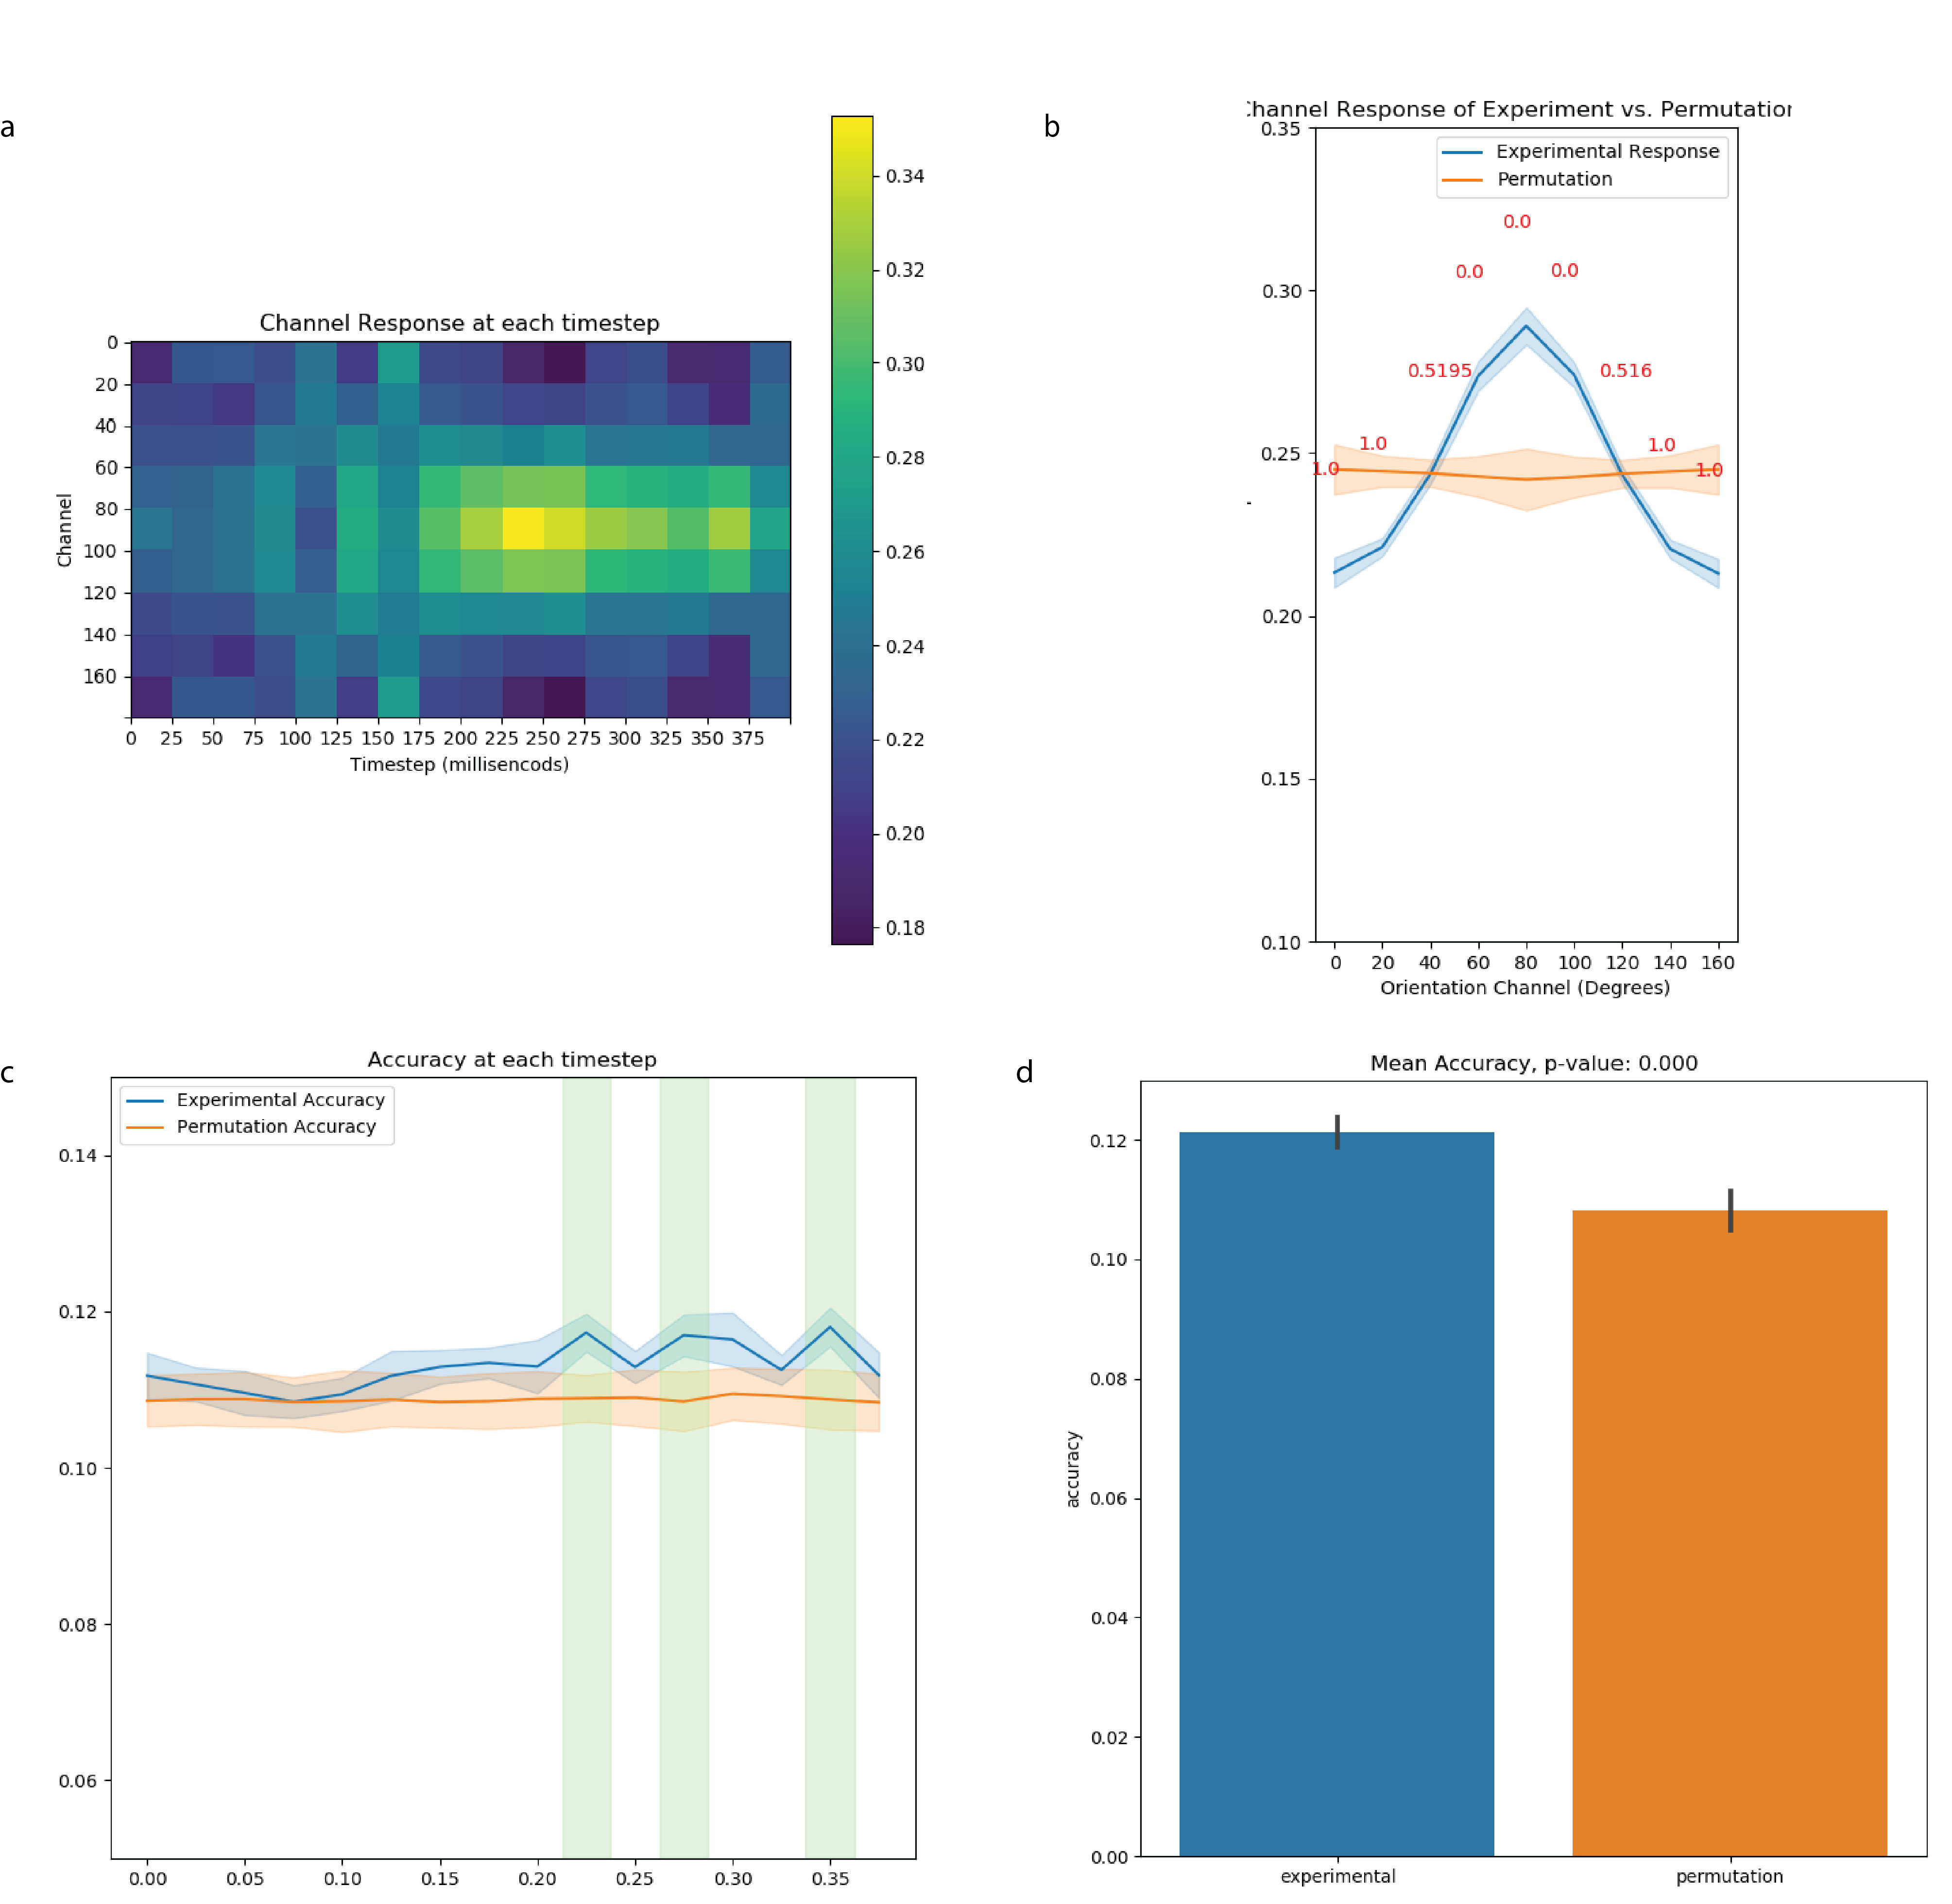 a
Channel Response at each timestep
0
20
40
60
80
100
120
140
160
Channel
0 25 50 75 100 125 150 175 200 225 250 275 300 325 350 375
Timestep (millisencods)
0.34
0.32
0.30
0.28
0.26
0.24
0.22
0.20
0.18
b
Channel Response of Experiment vs. Permutation
0.35
0.30
0.25
0.20
0.15
0.10
Experimental Response
Permutation
0.0
0.0 0.0
0.5195 0.516
1.0 1.0
1.0 1.0
0 20 40 60 80 100 120 140 160
Orientation Channel (Degrees)
c
Accuracy at each timestep
Experimental Accuracy
Permutation Accuracy
0.14
0.12
0.10
0.08
0.06
0.00 0.05 0.10 0.15 0.20 0.25 0.30 0.35
d
Mean Accuracy, p-value: 0.000
0.12
0.10
0.08
0.06
0.04
0.02
0.00
accuracy
experimental permutation